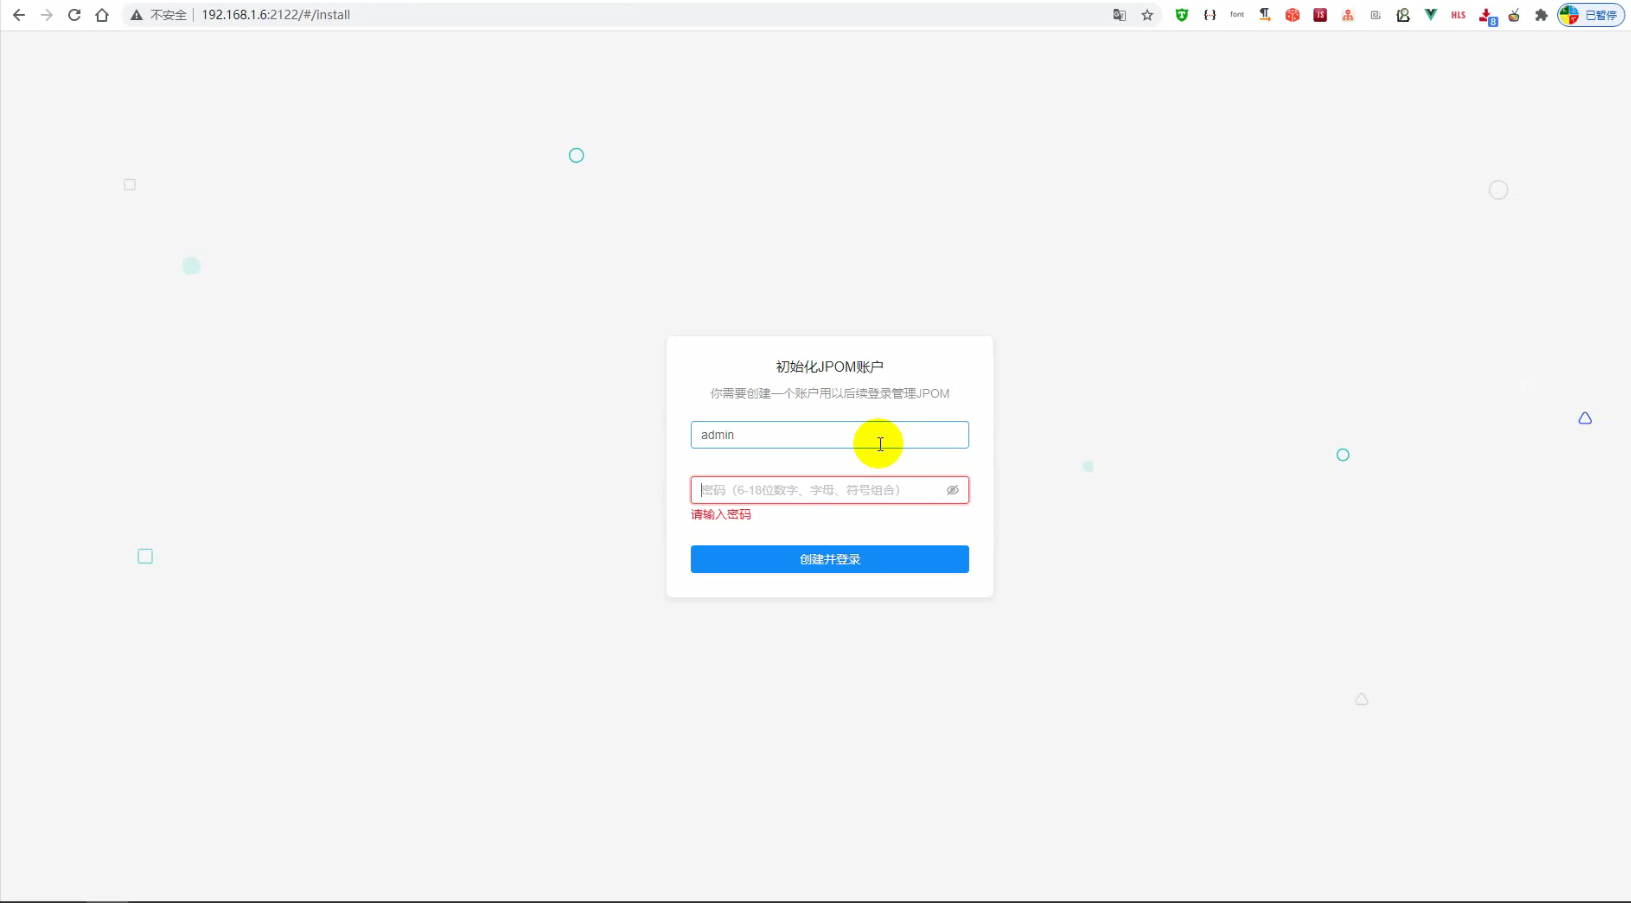 不安全 192.168.1.6:2122/#/install
font JS HLS 8 已暂停
初始化JPOM账户
你需要创建一个账户用以后续登录管理JPOM
admin
密码（6-18位数字、字母、符号组合）
请输入密码
创建并登录